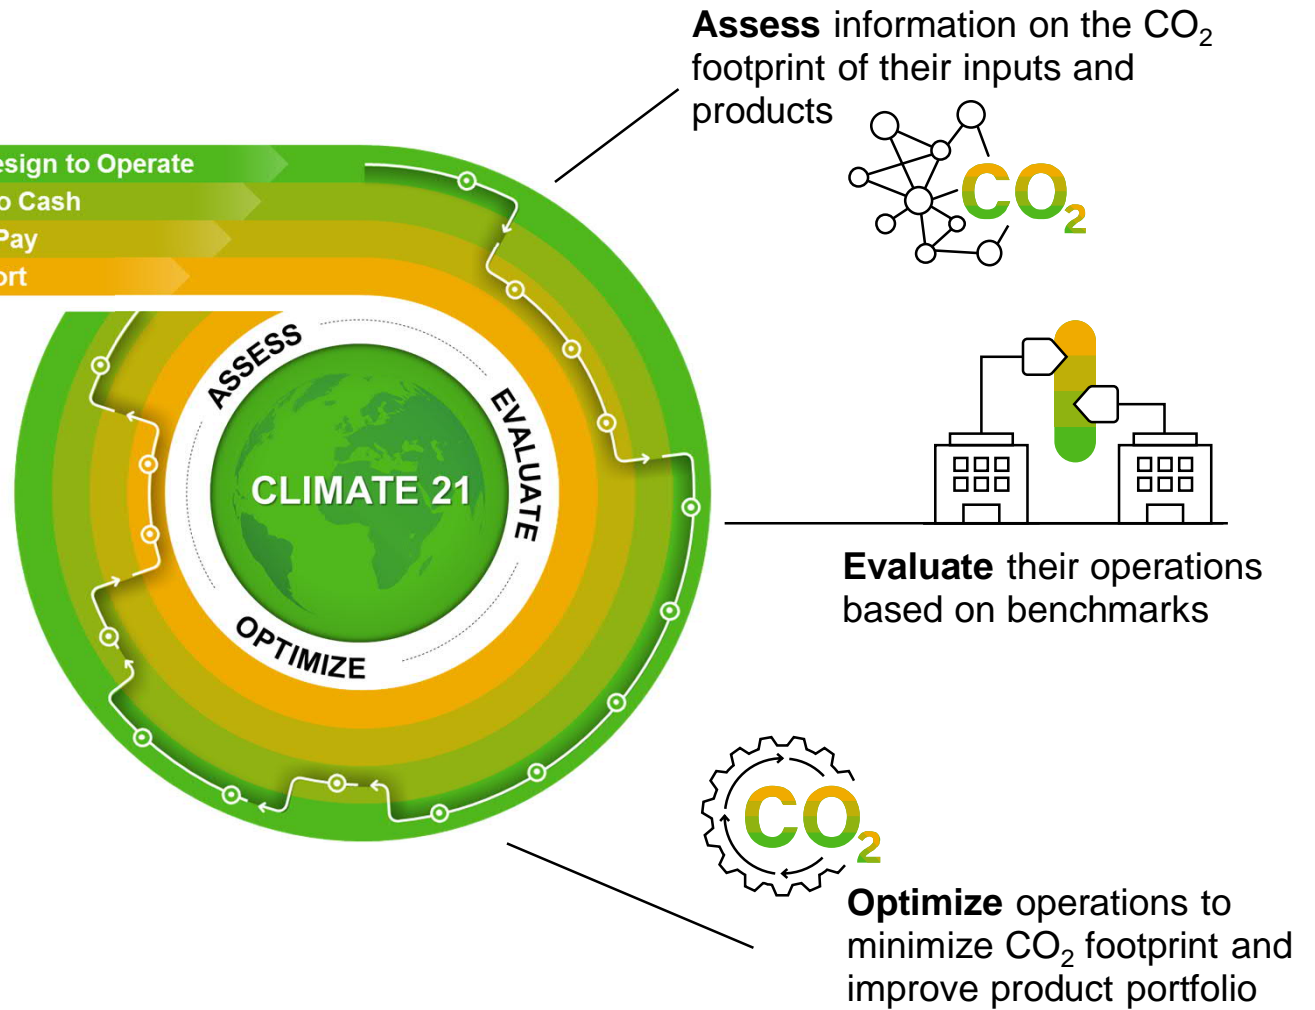 Assess information on the CO₂
footprint of their inputs and
products
CO₂
esign to Operate
o Cash
Pay
ort
ASSESS
EVALUATE
OPTIMIZE
CLIMATE 21
Evaluate their operations
based on benchmarks
CO₂
Optimize operations to
minimize CO₂ footprint and
improve product portfolio